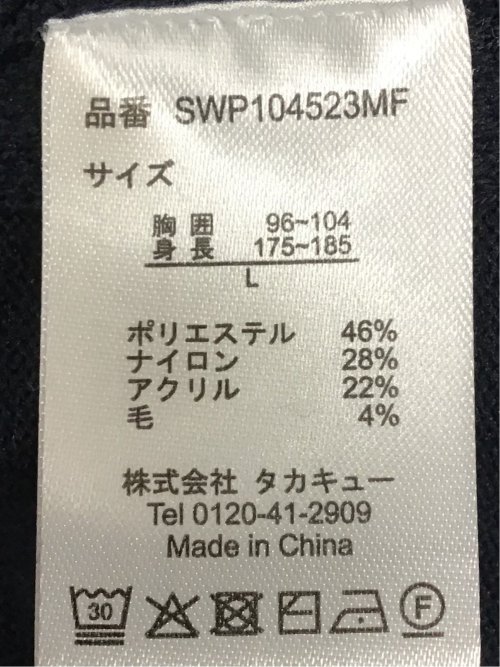 品番 SWP104523MF
サイズ
胸囲 96~104
身長 175~185
L
ポリエステル 46%
ナイロン 28%
アクリル 22%
毛 4%
株式会社 タカキュー
Tel 0120-41-2909
Made in China
30 F